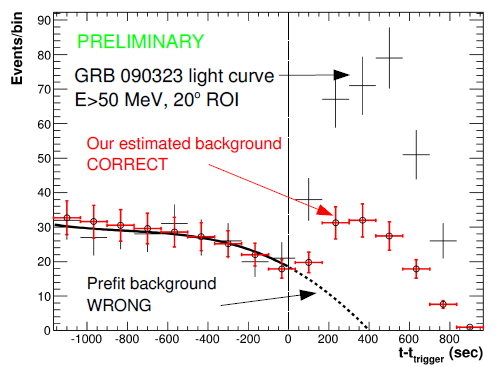 PRELIMINARY
GRB 090323 light curve
E>50 MeV, 20° ROI
Our estimated background
CORRECT
Prefit background
WRONG
Events/bin
90
80
70
60
50
40
30
20
10
0
-1000 -800 -600 -400 -200 0 200 400 600 800
t-t_trigger (sec)